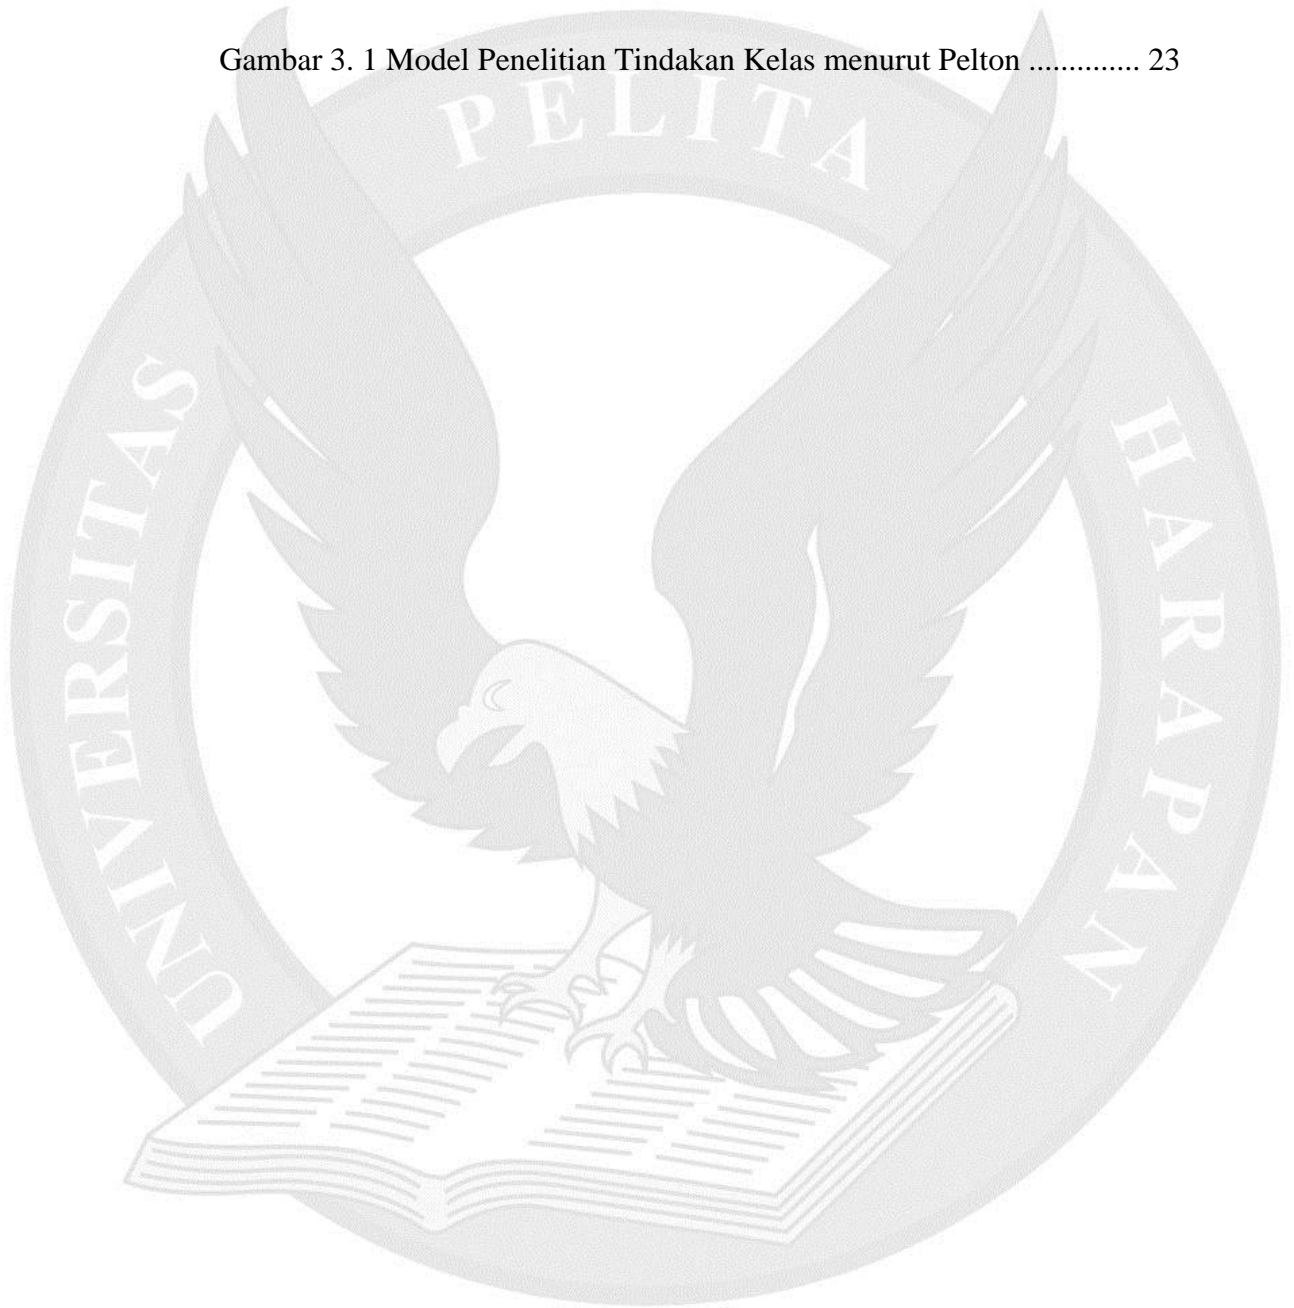 Gambar 3. 1 Model Penelitian Tindakan Kelas menurut Pelton .............. 23
UNIVERSITAS PELITA HARAPAN